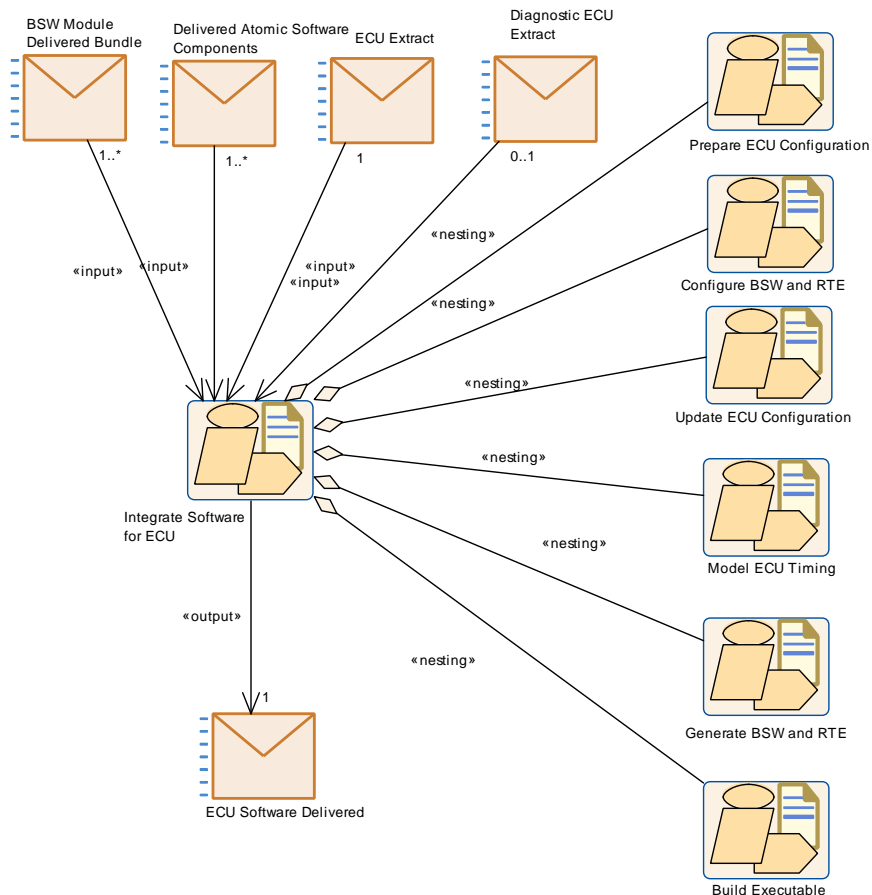 BSW Module
Delivered Bundle
Delivered Atomic Software
Components
ECU Extract
Diagnostic ECU
Extract
1..*
1..*
1
0..1
Prepare ECU Configuration
«nesting»
«input»
«input»
«input»
«input»
«nesting»
Configure BSW and RTE
«nesting»
Update ECU Configuration
«nesting»
Integrate Software
for ECU
Model ECU Timing
«nesting»
«output»
«nesting»
1
Generate BSW and RTE
ECU Software Delivered
Build Executable